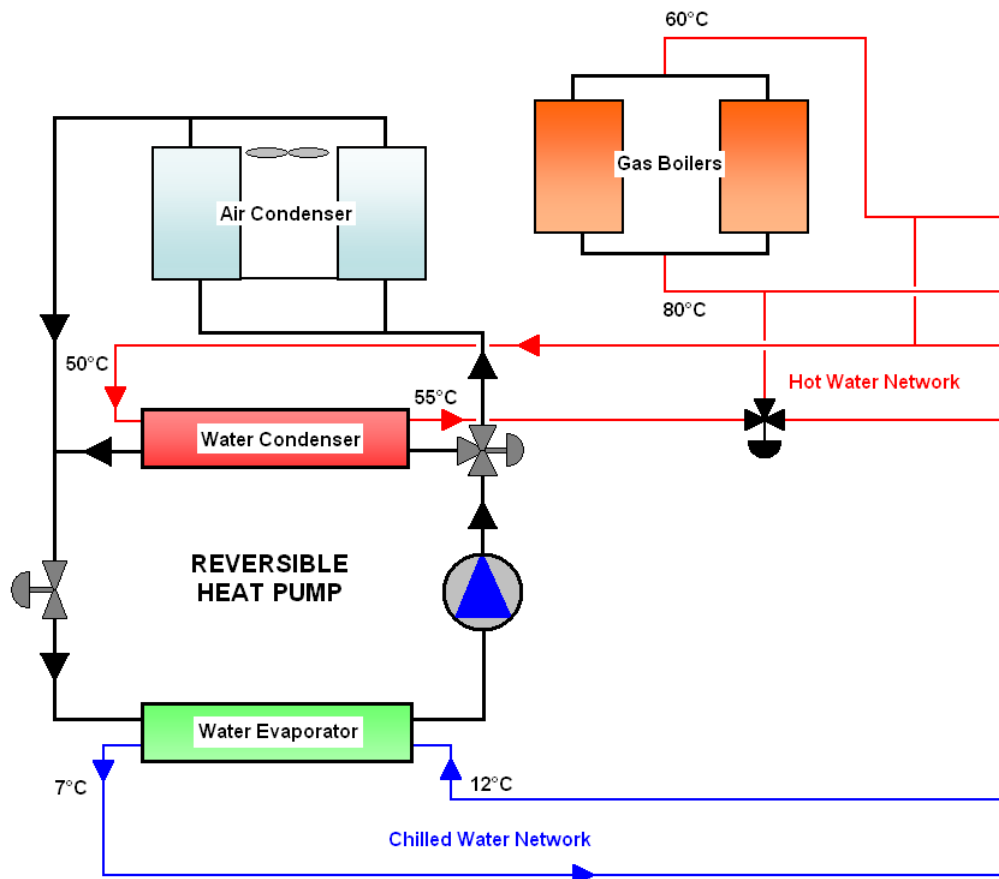 60°C
Gas Boilers
Air Condenser
80°C
50°C
Hot Water Network
55°C
Water Condenser
REVERSIBLE
HEAT PUMP
Water Evaporator
7°C
12°C
Chilled Water Network